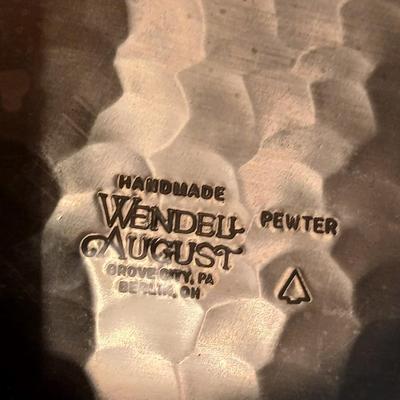 HANDMADE
WENDELL
AUGUST
GROVE CITY, PA
BERLIN, OH
PEWTER